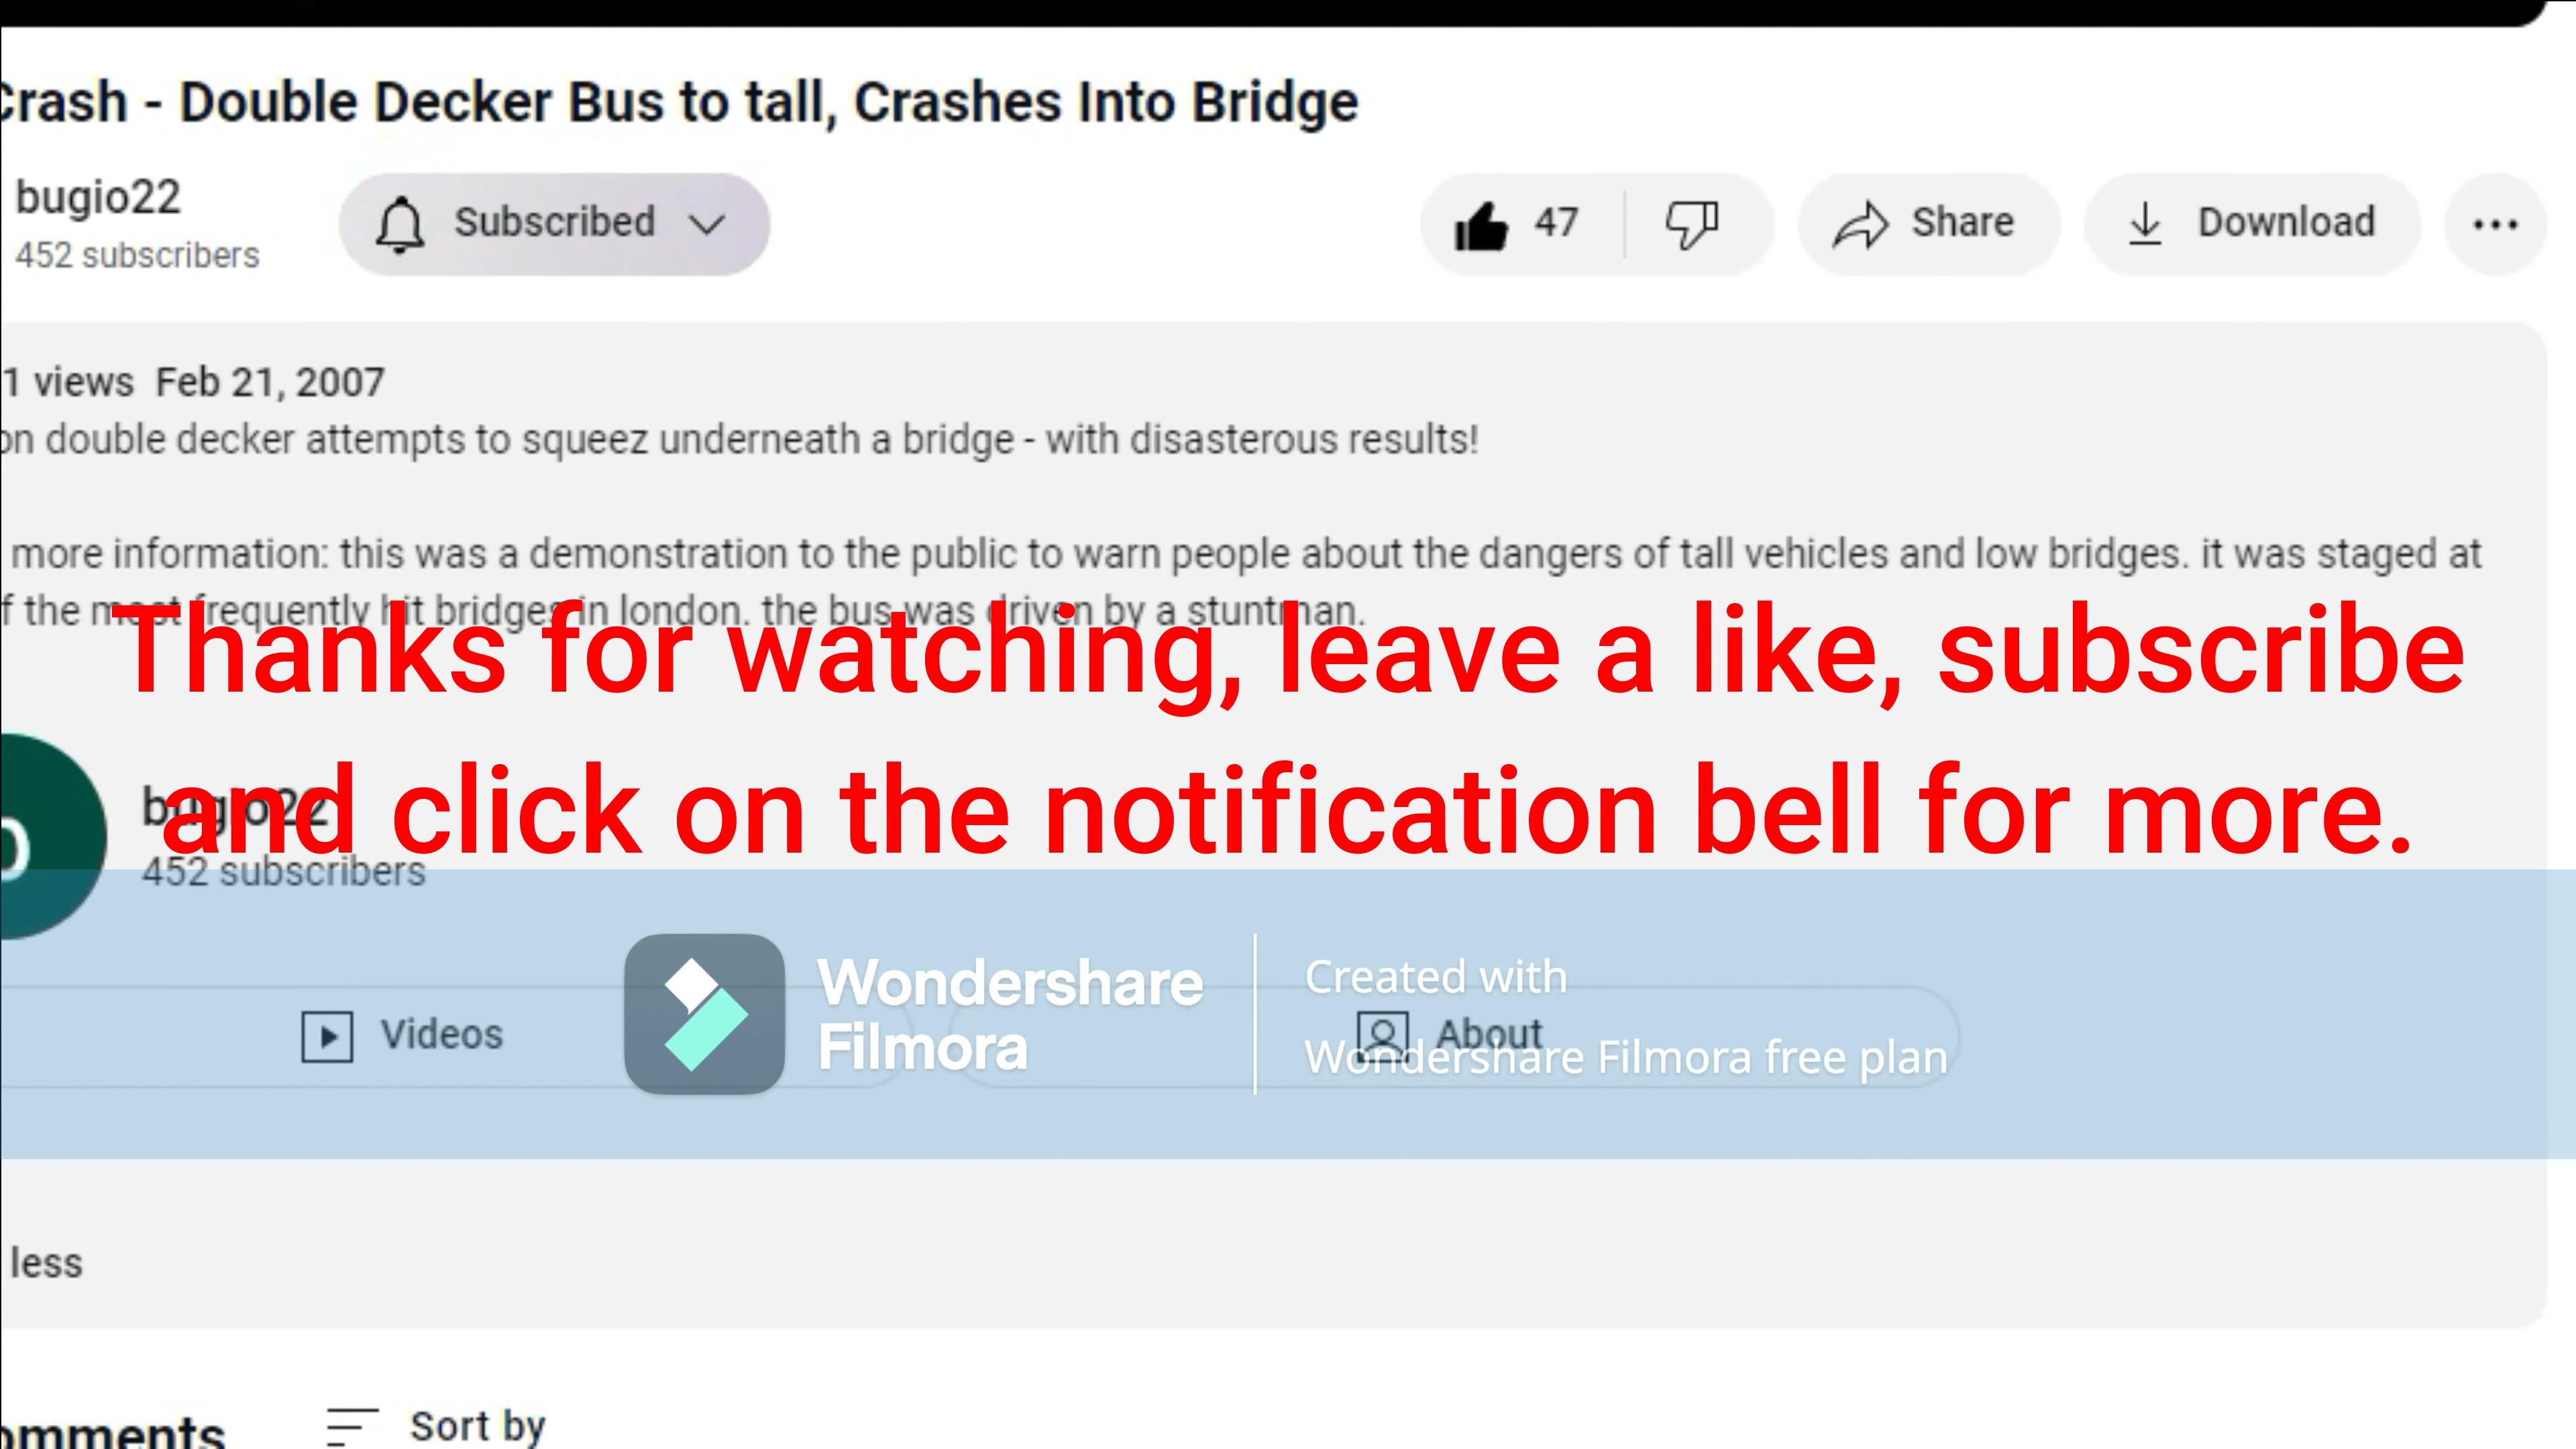 Crash - Double Decker Bus to tall, Crashes Into Bridge
bugio22
452 subscribers
Subscribed
47
Share
Download
1 views Feb 21, 2007
on double decker attempts to squeez underneath a bridge - with disasterous results!
more information: this was a demonstration to the public to warn people about the dangers of tall vehicles and low bridges. it was staged at
f the most frequently hit bridges in london. the bus was driven by a stuntman.
Thanks for watching, leave a like, subscribe
and click on the notification bell for more.
bugio22
452 subscribers
Videos
About
Wondershare
Filmora
Created with
Wondershare Filmora free plan
less
omments
Sort by